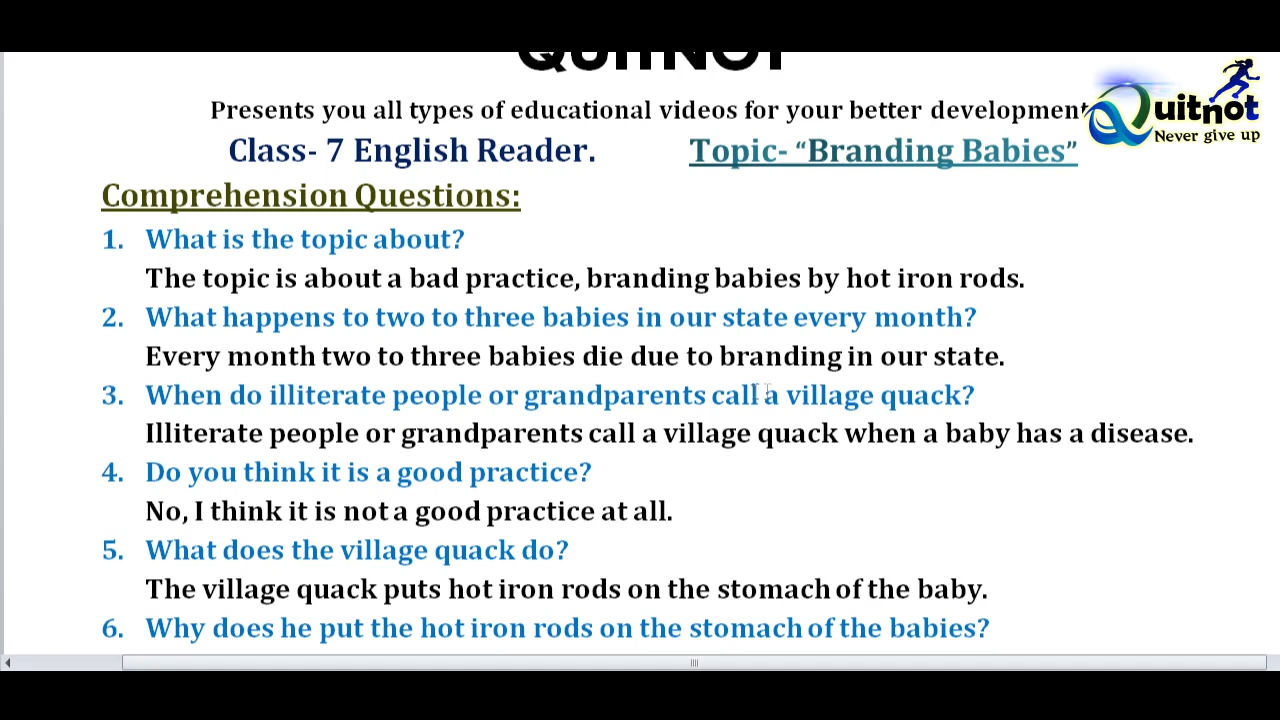 QUITNOT
Presents you all types of educational videos for your better development
Quitnot
Never give up
Class- 7 English Reader. Topic- “Branding Babies”
Comprehension Questions:
1. What is the topic about?
The topic is about a bad practice, branding babies by hot iron rods.
2. What happens to two to three babies in our state every month?
Every month two to three babies die due to branding in our state.
3. When do illiterate people or grandparents call a village quack?
Illiterate people or grandparents call a village quack when a baby has a disease.
4. Do you think it is a good practice?
No, I think it is not a good practice at all.
5. What does the village quack do?
The village quack puts hot iron rods on the stomach of the baby.
6. Why does he put the hot iron rods on the stomach of the babies?